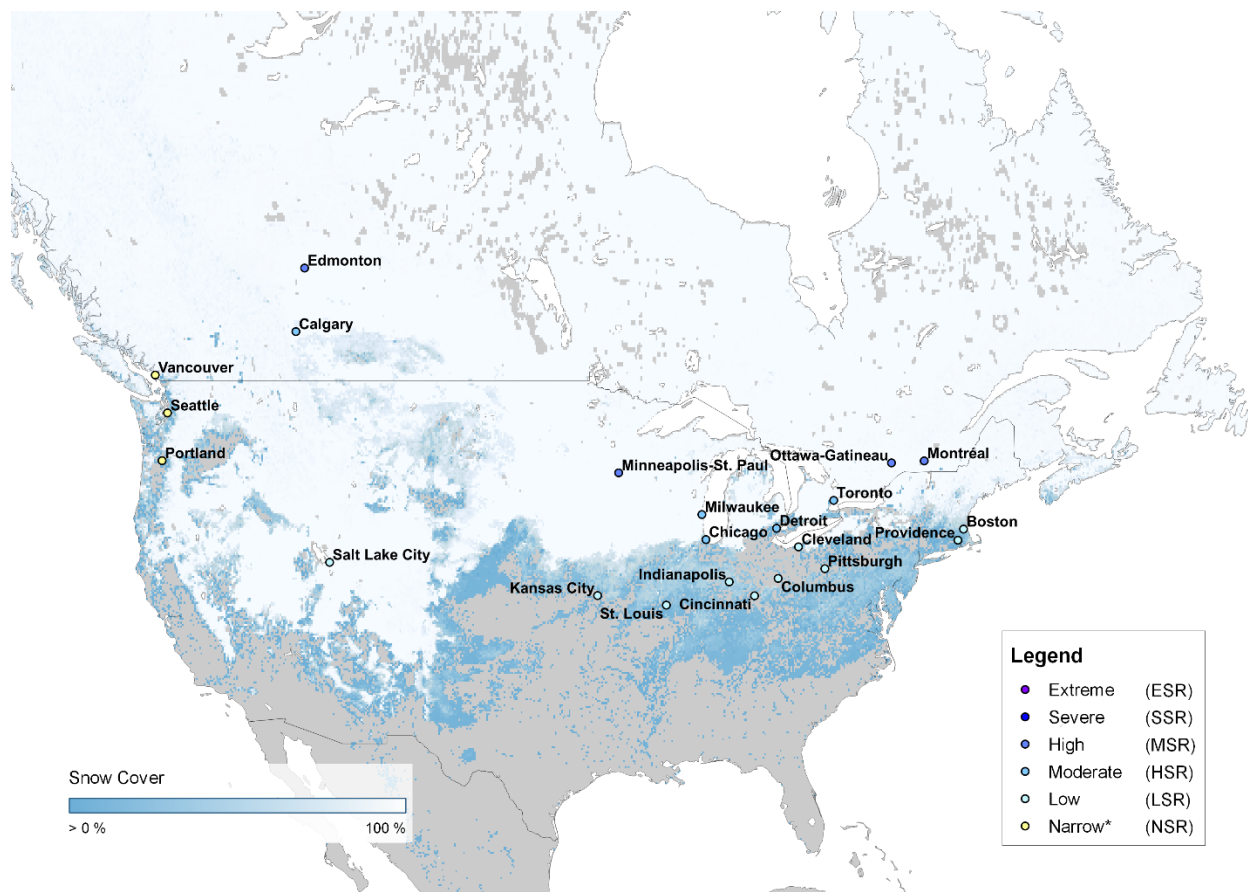 Edmonton
Calgary
Vancouver
Seattle
Portland
Ottawa-Gatineau
Montréal
Minneapolis-St. Paul
Toronto
Milwaukee
Detroit
Boston
Chicago
Providence
Cleveland
Salt Lake City
Pittsburgh
Indianapolis
Columbus
Kansas City
Cincinnati
St. Louis
Legend
Extreme (ESR)
Severe (SSR)
High (MSR)
Moderate (HSR)
Low (LSR)
Narrow* (NSR)
Snow Cover
> 0 % 100 %